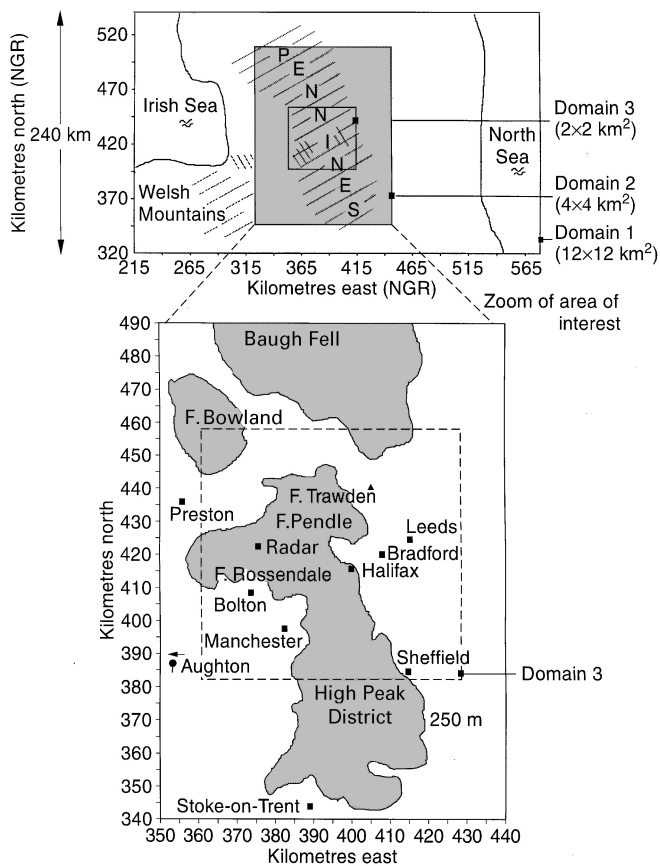 Kilometres north (NGR)
240 km
520
470
420
370
320
215 265 315 365 415 465 515 565
Kilometres east (NGR)
Irish Sea
Welsh
Mountains
P
E
N
N
I
N
E
S
North
Sea
Domain 3
(2×2 km²)
Domain 2
(4×4 km²)
Domain 1
(12×12 km²)
Zoom of area of
interest
Kilometres north
490
480
470
460
450
440
430
420
410
400
390
380
370
360
350
340
350 360 370 380 390 400 410 420 430 440
Kilometres east
Baugh Fell
F. Bowland
F. Trawden
Preston
F.Pendle
Leeds
Radar
Bradford
Halifax
F. Rossendale
Bolton
Manchester
Aughton
Sheffield
Domain 3
High Peak
District
250 m
Stoke-on-Trent